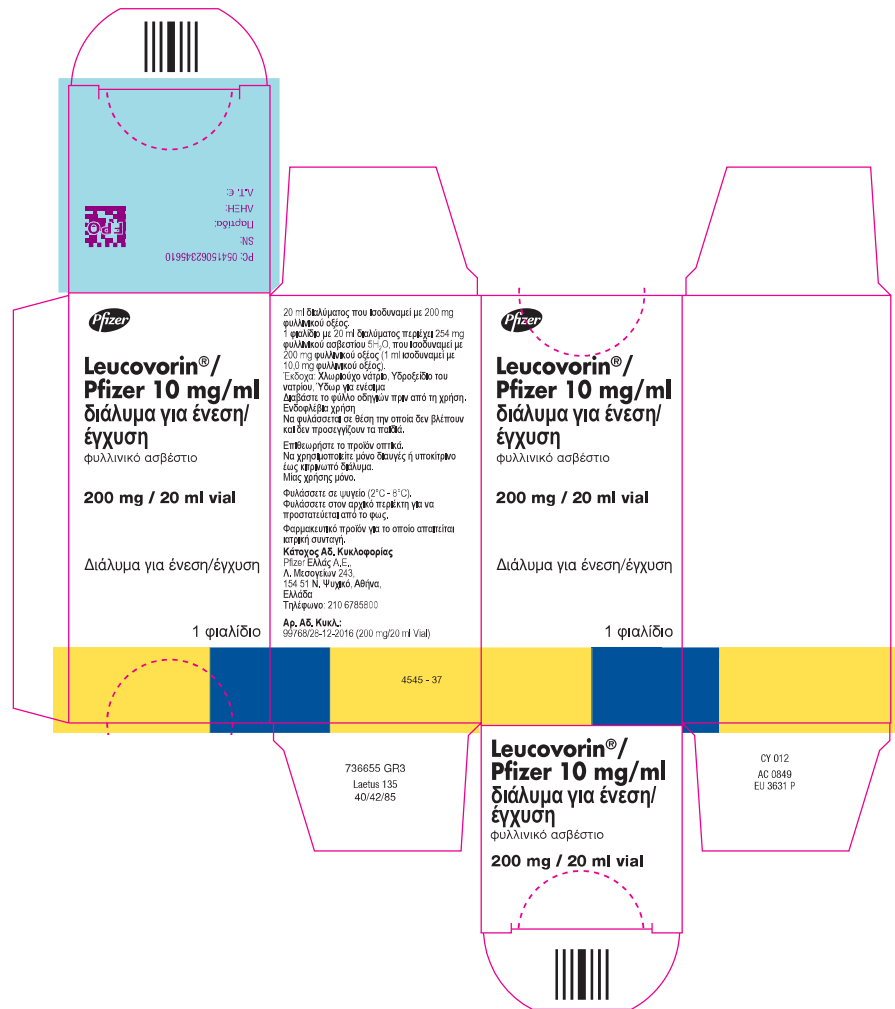 PC: 05415062345610
SN:
Παρτίδα:
ΛΗΞΗ:
Λ.Τ. €:
FPO
Pfizer
Leucovorin®/
Pfizer 10 mg/ml
διάλυμα για ένεση/
έγχυση
φυλλινικό ασβέστιο
200 mg / 20 ml vial
Διάλυμα για ένεση/έγχυση
1 φιαλίδιο
20 ml διαλύματος που ισοδυναμεί με 200 mg
φυλλινικού οξέος.
1 φιαλίδιο με 20 ml διαλύματος περιέχει 254 mg
φυλλινικού ασβεστίου 5H₂O, που ισοδυναμεί με
200 mg φυλλινικού οξέος (1 ml ισοδυναμεί με
10,0 mg φυλλινικού οξέος).
Έκδοχα: Χλωριούχο νάτριο, Υδροξείδιο του
νατρίου, Ύδωρ για ενέσιμα
Διαβάστε το φύλλο οδηγιών πριν από τη χρήση.
Ενδοφλέβια χρήση
Να φυλάσσεται σε θέση την οποία δεν βλέπουν
και δεν προσεγγίζουν τα παιδιά.
Επιθεωρήστε το προϊόν οπτικά.
Να χρησιμοποιείτε μόνο διαυγές ή υποκίτρινο
έως κιτρινωπό διάλυμα.
Μίας χρήσης μόνο.
Φυλάσσετε σε ψυγείο (2°C - 8°C).
Φυλάσσετε στον αρχικό περιέκτη για να
προστατεύεται από το φως.
Φαρμακευτικό προϊόν για το οποίο απαιτείται
ιατρική συνταγή.
Κάτοχος Αδ. Κυκλοφορίας
Pfizer Ελλάς Α.Ε.,
Λ. Μεσογείων 243,
154 51 Ν. Ψυχικό, Αθήνα,
Ελλάδα
Τηλέφωνο: 210 6785800
Αρ. Αδ. Κυκλ.:
99768/28-12-2016 (200 mg/20 ml Vial)
4545 - 37
Pfizer
Leucovorin®/
Pfizer 10 mg/ml
διάλυμα για ένεση/
έγχυση
φυλλινικό ασβέστιο
200 mg / 20 ml vial
Διάλυμα για ένεση/έγχυση
1 φιαλίδιο
736655 GR3
Laetus 135
40/42/85
Leucovorin®/
Pfizer 10 mg/ml
διάλυμα για ένεση/
έγχυση
φυλλινικό ασβέστιο
200 mg / 20 ml vial
CY 012
AC 0849
EU 3631 P